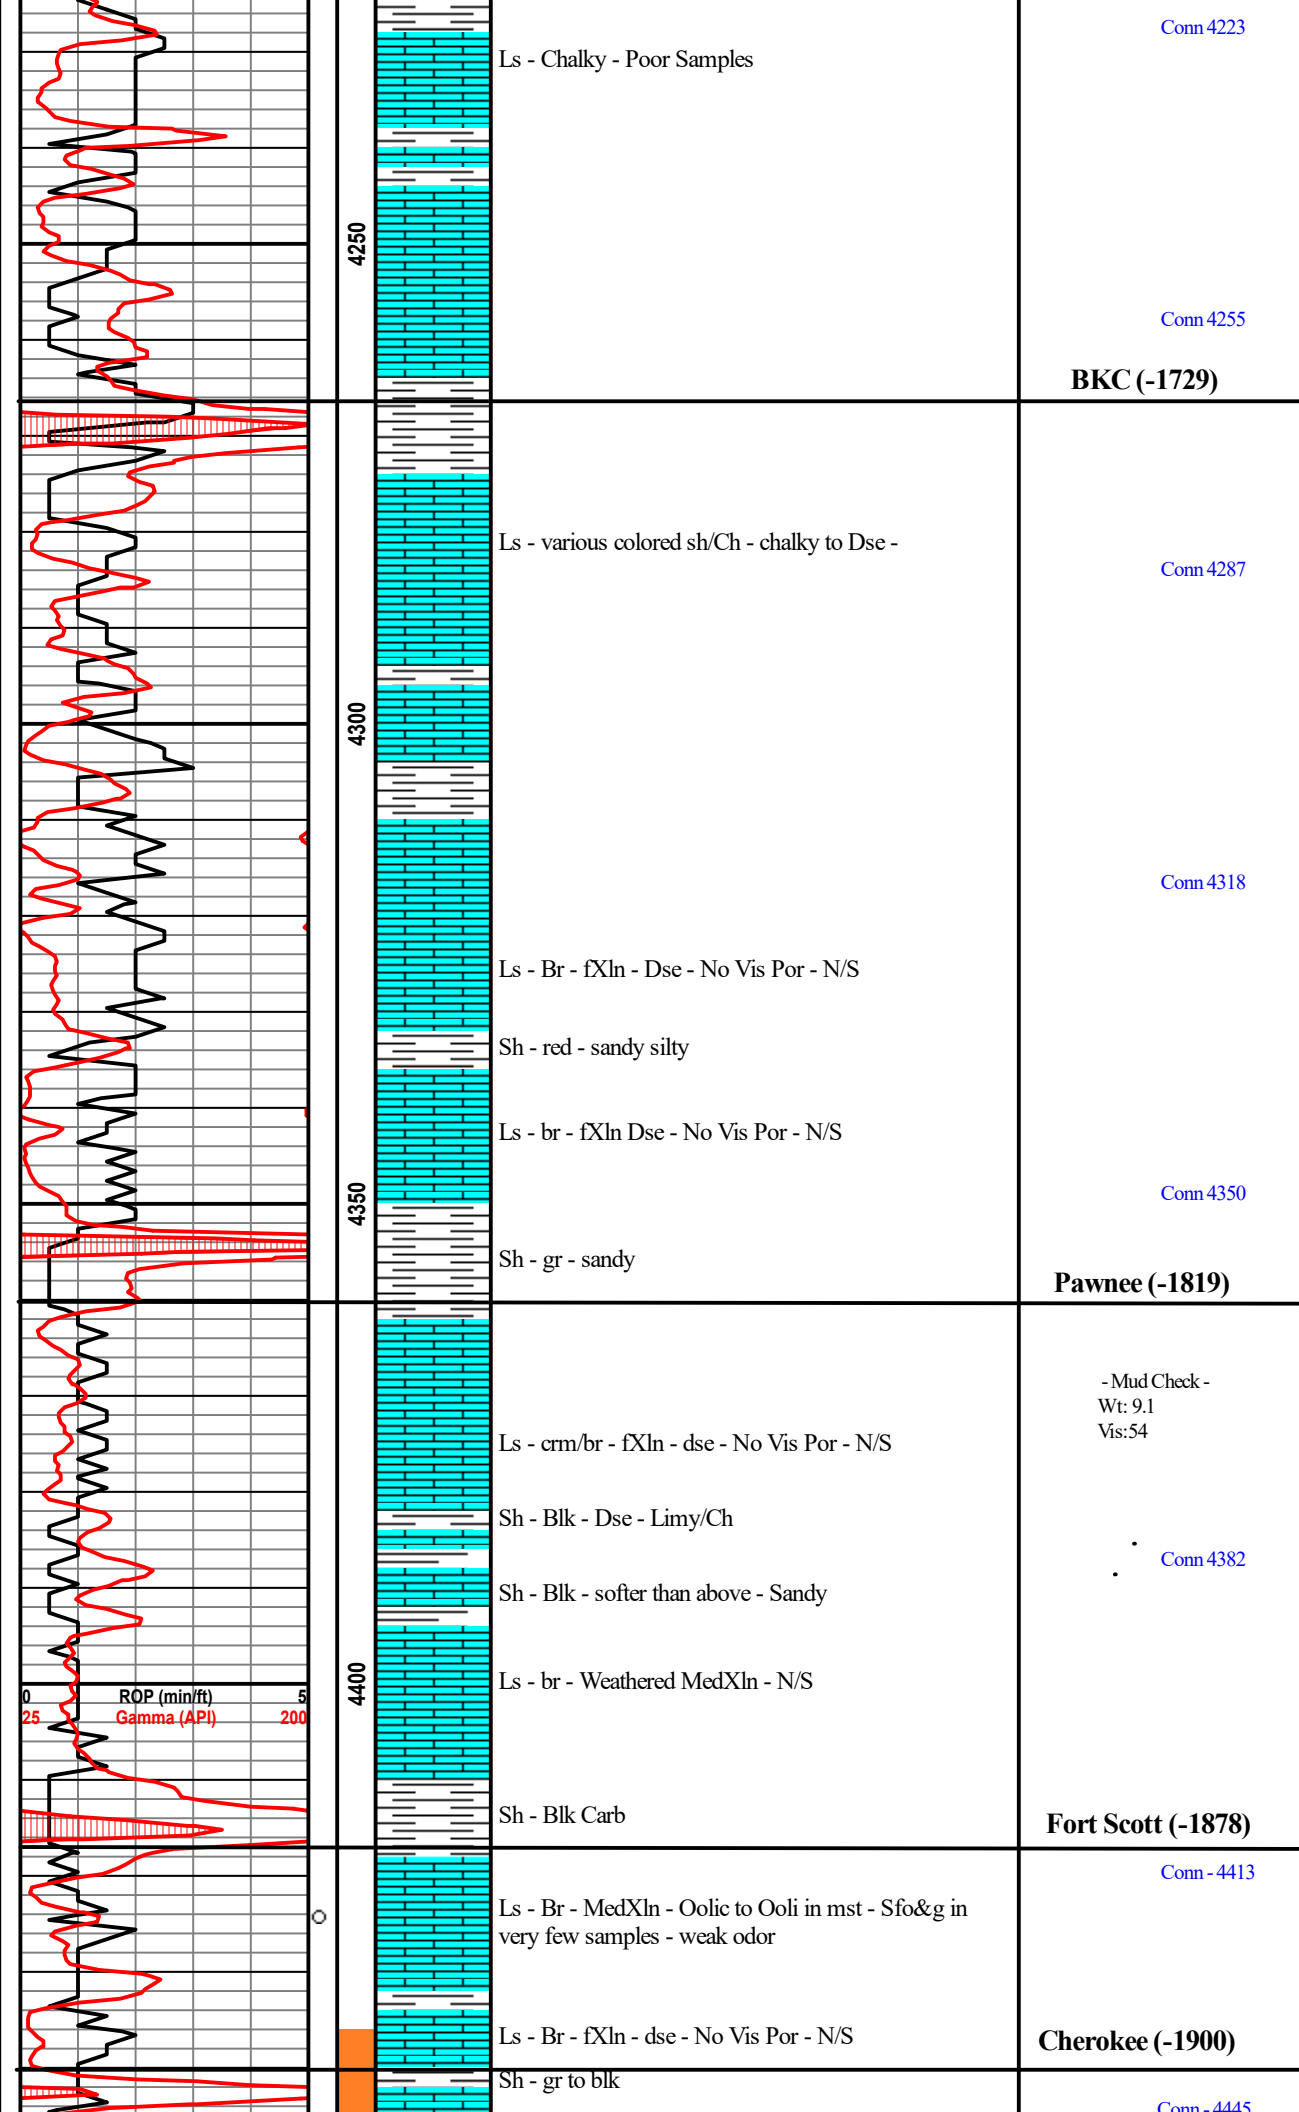 Conn 4223
Ls - Chalky - Poor Samples
4250
Conn 4255
BKC (-1729)
Ls - various colored sh/Ch - chalky to Dse -
Conn 4287
4300
Conn 4318
Ls - Br - fXln - Dse - No Vis Por - N/S
Sh - red - sandy silty
Ls - br - fXln Dse - No Vis Por - N/S
4350
Conn 4350
Sh - gr - sandy
Pawnee (-1819)
- Mud Check -
Wt: 9.1
Vis:54
Ls - crm/br - fXln - dse - No Vis Por - N/S
Sh - Blk - Dse - Limy/Ch
Conn 4382
Sh - Blk - softer than above - Sandy
Ls - br - Weathered MedXln - N/S
4400
0 ROP (min/ft) 5
25 Gamma (API) 200
Sh - Blk Carb
Fort Scott (-1878)
Conn - 4413
Ls - Br - MedXln - Oolic to Ooli in mst - Sfo&g in
very few samples - weak odor
Ls - Br - fXln - dse - No Vis Por - N/S
Cherokee (-1900)
Sh - gr to blk
Conn - 4445